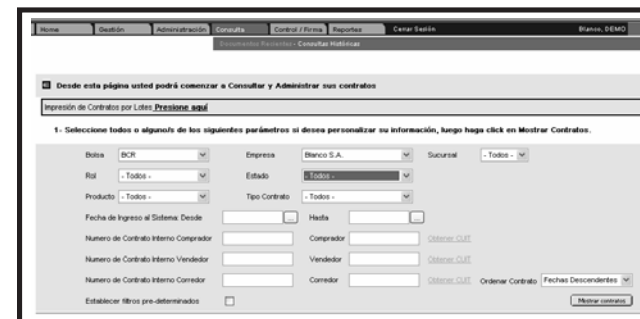 Home Gestión Administración Consulta Control / Firma Reportes Cerrar Sesión Blanco, DEMO
Documentos Recientes - Consultas Históricas
Desde esta página usted podrá comenzar a Consultar y Administrar sus contratos
Impresión de Contratos por Lotes Presione aquí
1- Seleccione todos o alguno/s de los siguientes parámetros si desea personalizar su información, luego haga click en Mostrar Contratos.
Bolsa BCR Empresa Blanco S.A. Sucursal - Todos -
Rol - Todos - Estado - Todos -
Producto - Todos - Tipo Contrato - Todos -
Fecha de Ingreso al Sistema: Desde ... Hasta ...
Numero de Contrato Interno Comprador Comprador Obtener CUIT
Numero de Contrato Interno Vendedor Vendedor Obtener CUIT
Numero de Contrato Interno Corredor Corredor Obtener CUIT Ordenar Contrato Fechas Descendentes
Establecer filtros pre-determinados Mostrar contratos